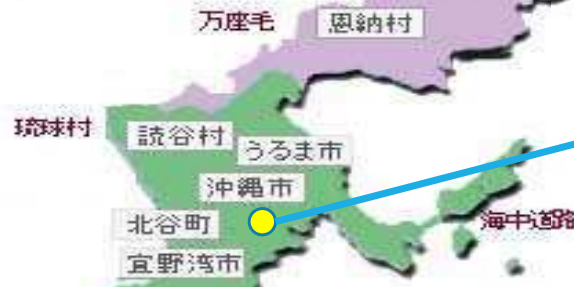 万座毛
恩納村
琉球村
読谷村
うるま市
沖縄市
北谷町
海中道路
宜野湾市